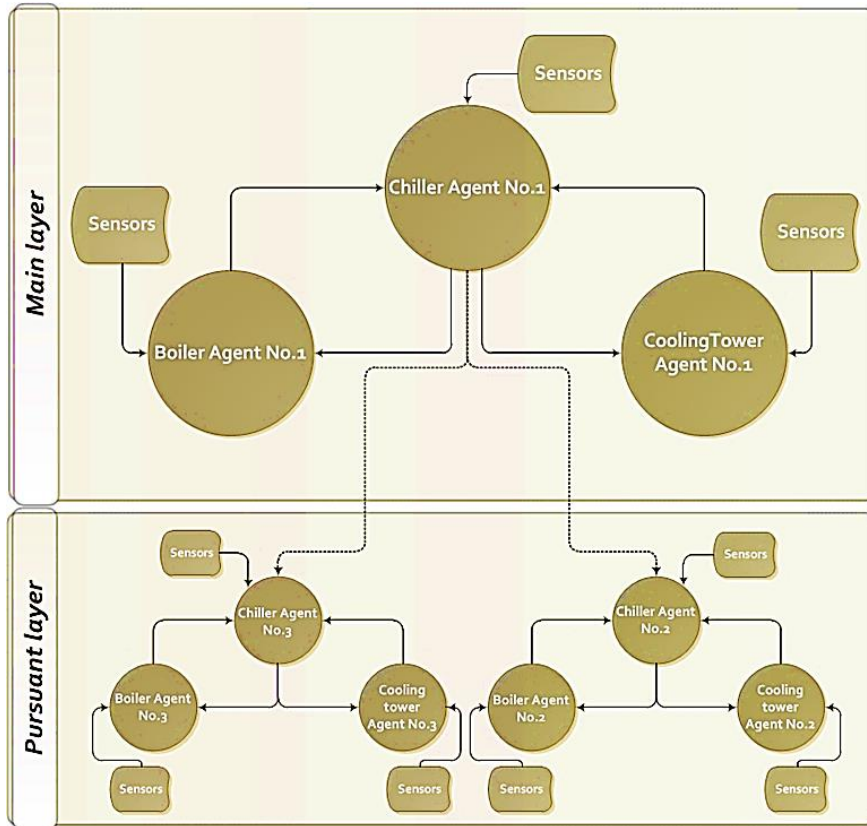 Main layer
Sensors
Chiller Agent No.1
Sensors
Sensors
Boiler Agent No.1
CoolingTower
Agent No.1
Pursuant layer
Sensors
Sensors
Chiller Agent
No.3
Chiller Agent
No.2
Boiler Agent
No.3
Cooling
tower
Agent No.3
Boiler Agent
No.2
Cooling
tower
Agent No.2
Sensors
Sensors
Sensors
Sensors